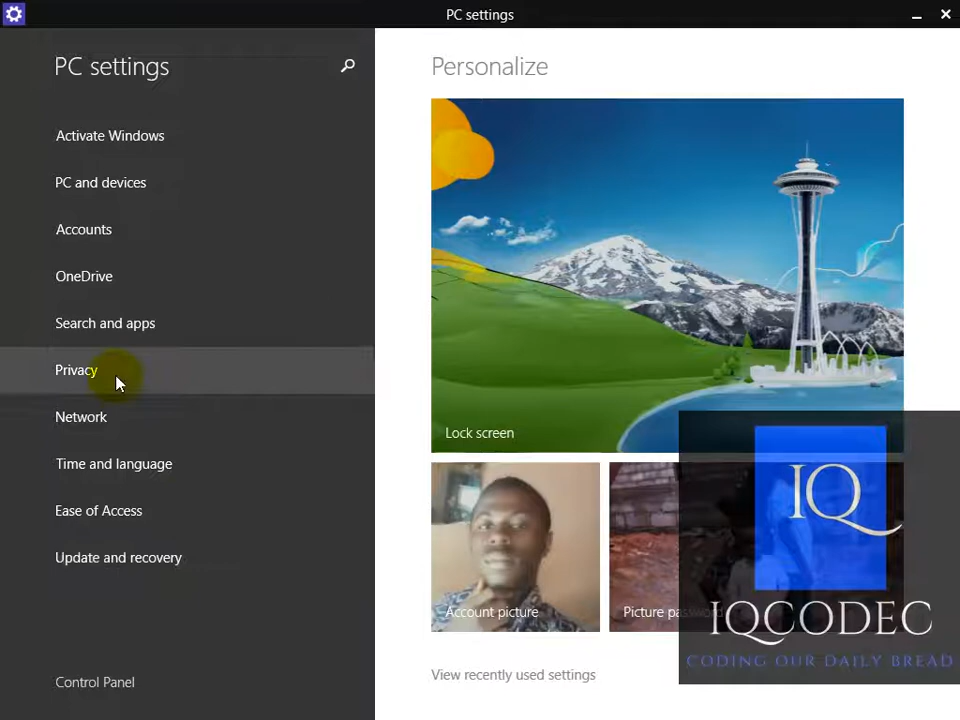 PC settings
PC settings
Activate Windows
PC and devices
Accounts
OneDrive
Search and apps
Privacy
Network
Time and language
Ease of Access
Update and recovery
Control Panel
Personalize
Lock screen
Account picture
Picture password
View recently used settings
IQ
IQCODEC
CODING OUR DAILY BREAD